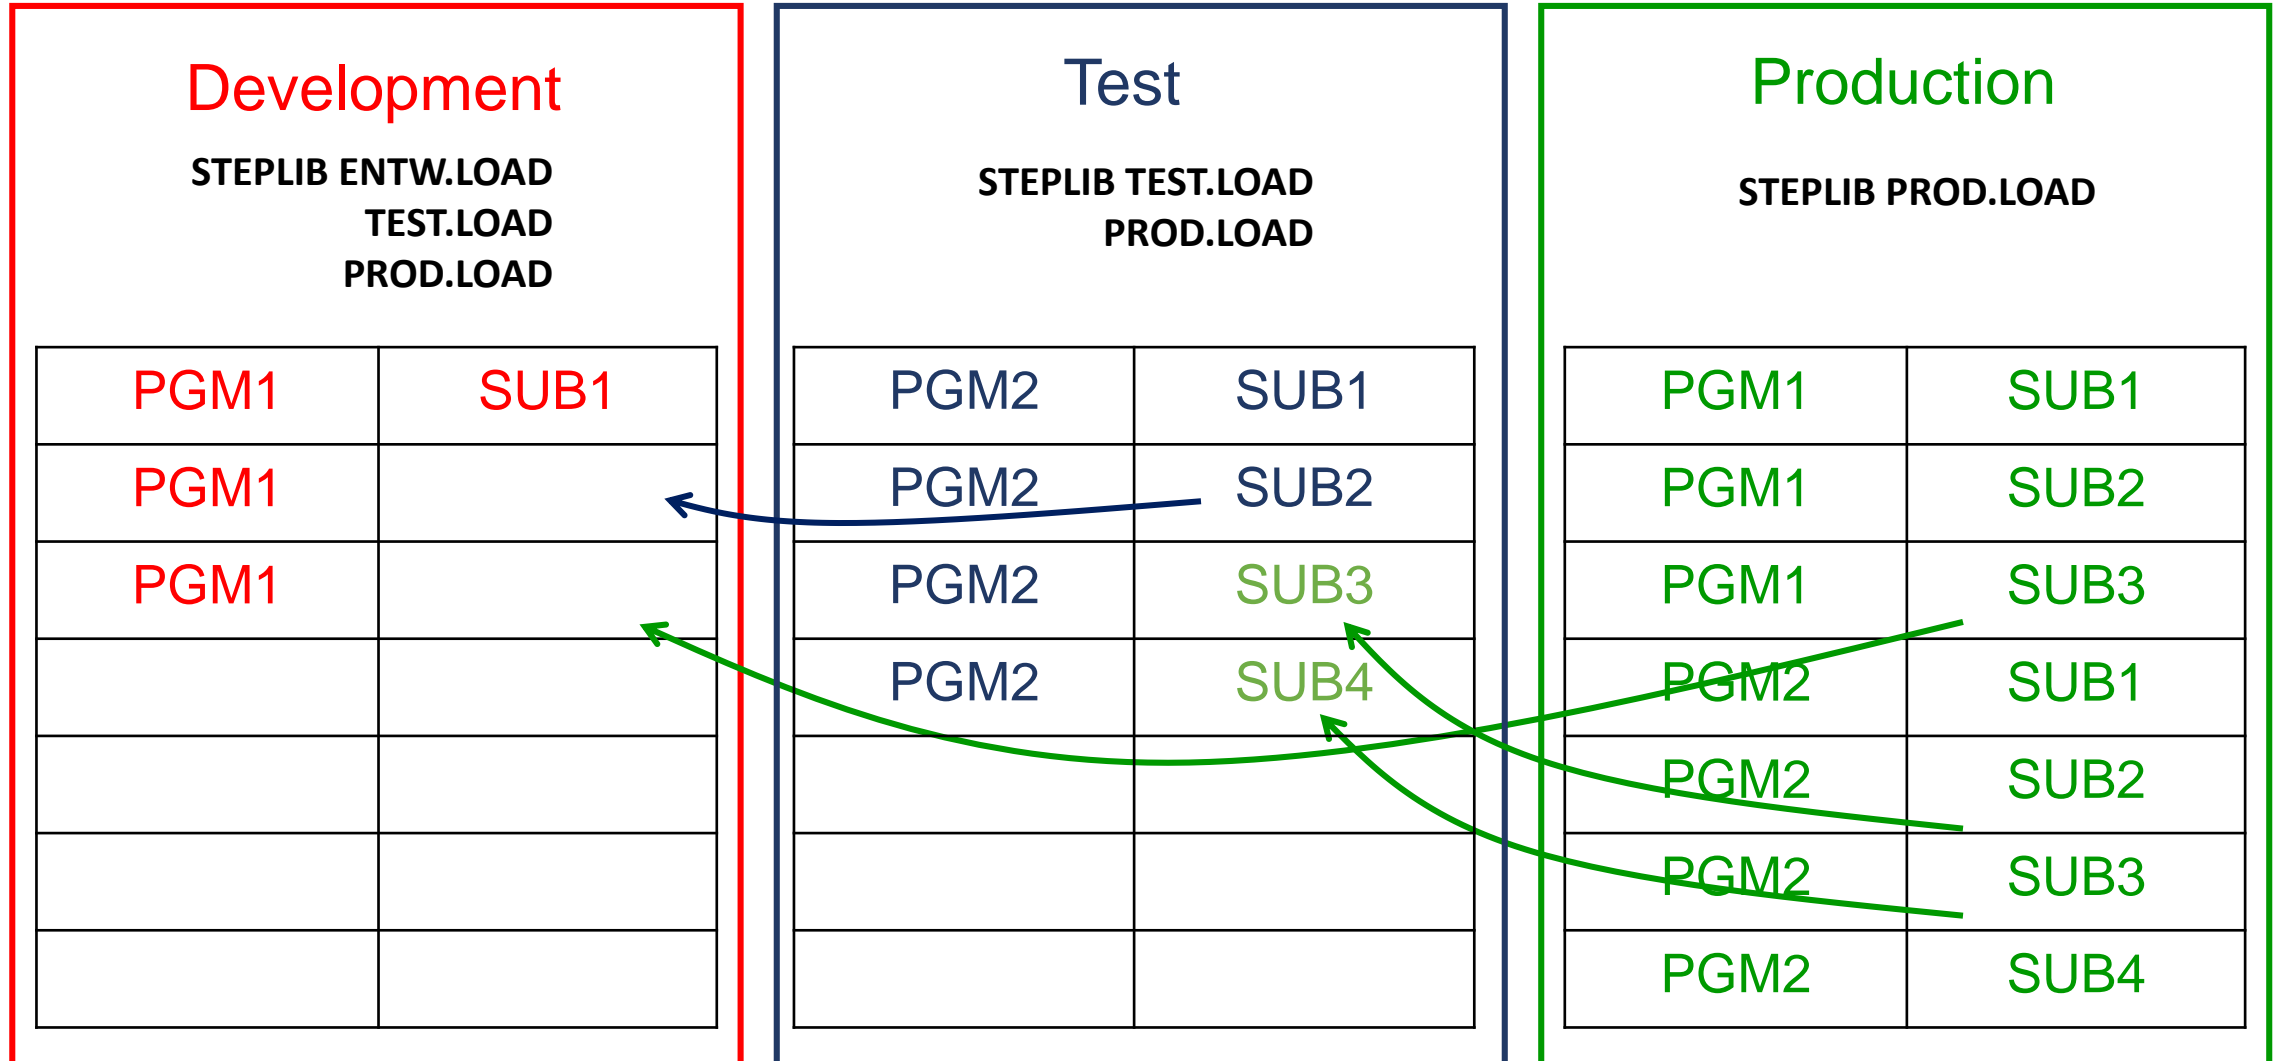 Development
STEPLIB ENTW.LOAD
TEST.LOAD
PROD.LOAD
PGM1 SUB1
PGM1
PGM1
Test
STEPLIB TEST.LOAD
PROD.LOAD
PGM2 SUB1
PGM2 SUB2
PGM2 SUB3
PGM2 SUB4
Production
STEPLIB PROD.LOAD
PGM1 SUB1
PGM1 SUB2
PGM1 SUB3
PGM2 SUB1
PGM2 SUB2
PGM2 SUB3
PGM2 SUB4